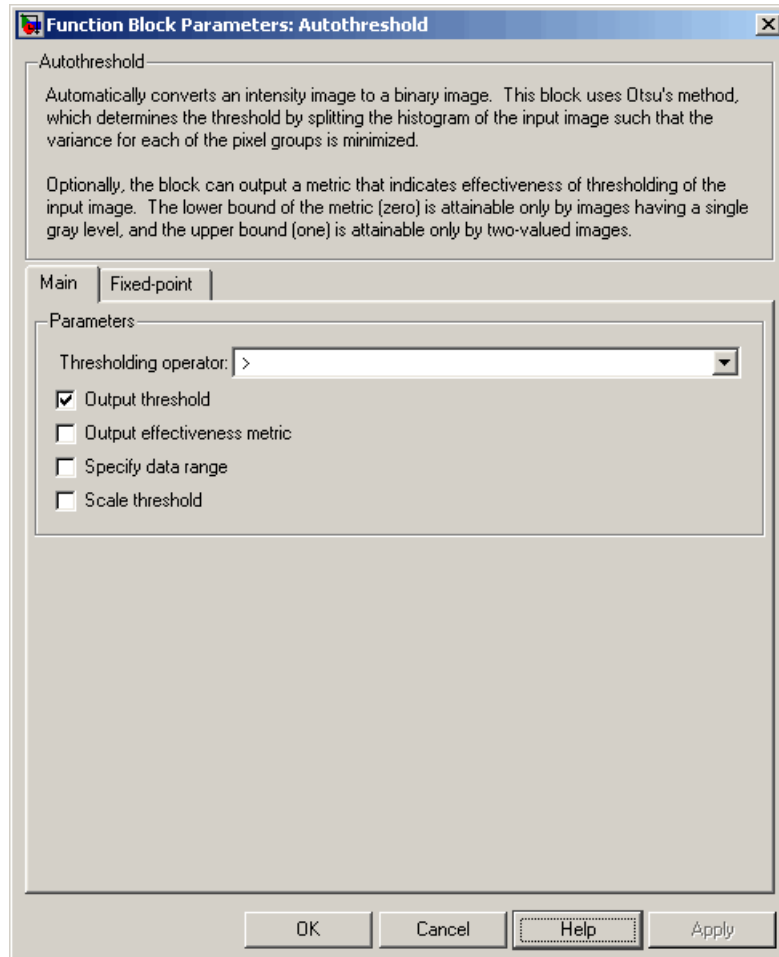 Function Block Parameters: Autothreshold
Autothreshold
Automatically converts an intensity image to a binary image.  This block uses Otsu's method,
which determines the threshold by splitting the histogram of the input image such that the
variance for each of the pixel groups is minimized.
Optionally, the block can output a metric that indicates effectiveness of thresholding of the
input image.  The lower bound of the metric (zero) is attainable only by images having a single
gray level, and the upper bound (one) is attainable only by two-valued images.
Main Fixed-point
Parameters
Thresholding operator: >
Output threshold
Output effectiveness metric
Specify data range
Scale threshold
OK Cancel Help Apply